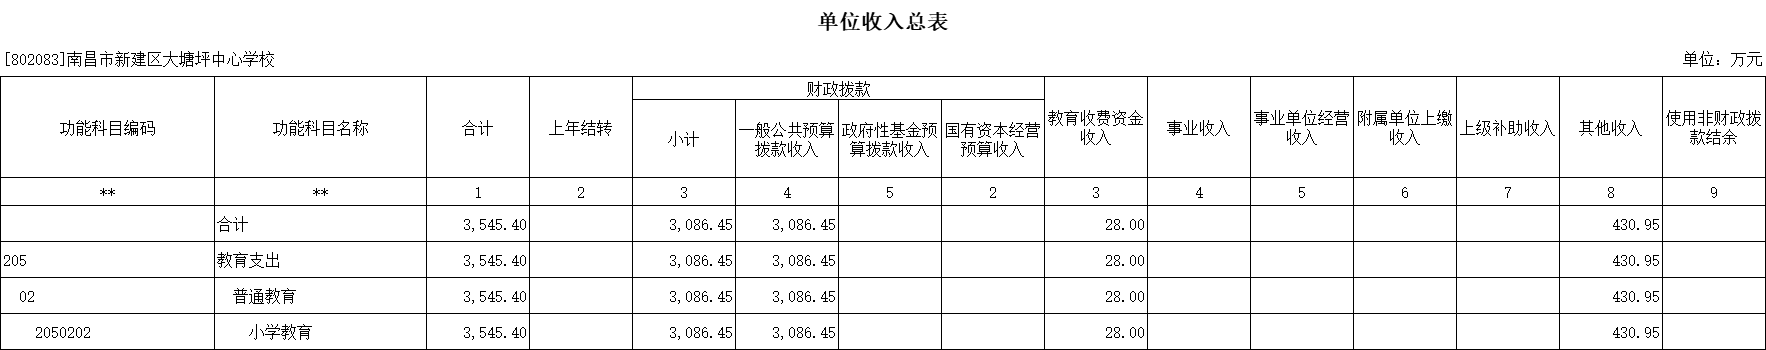 单位收入总表
[802083]南昌市新建区大塘坪中心学校 单位：万元
功能科目编码 功能科目名称 合计 上年结转 财政拨款 教育收费资金收入 事业收入 事业单位经营收入 附属单位上缴收入 上级补助收入 其他收入 使用非财政拨款结余
小计 一般公共预算拨款收入 政府性基金预算拨款收入 国有资本经营预算收入
** ** 1 2 3 4 5 2 3 4 5 6 7 8 9
合计 3,545.40 3,086.45 3,086.45 28.00 430.95
205 教育支出 3,545.40 3,086.45 3,086.45 28.00 430.95
02 普通教育 3,545.40 3,086.45 3,086.45 28.00 430.95
2050202 小学教育 3,545.40 3,086.45 3,086.45 28.00 430.95